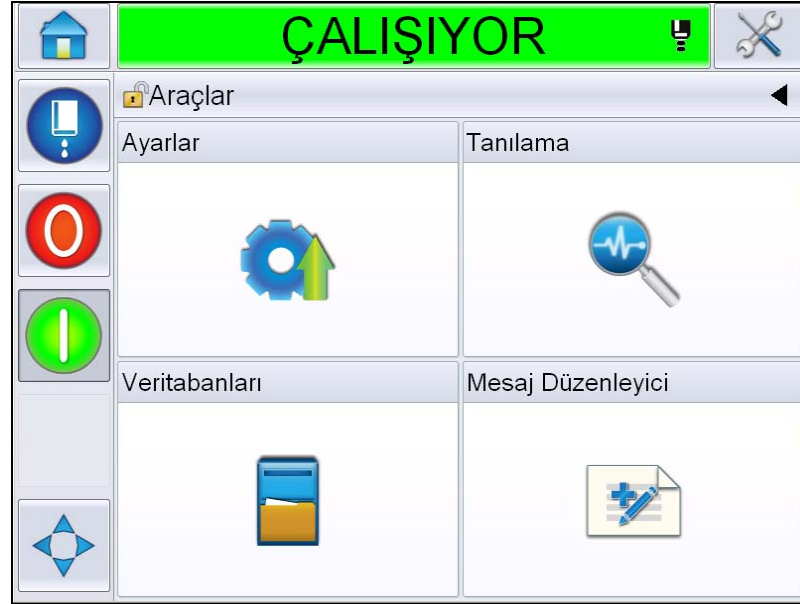 ÇALIŞIYOR
Araçlar
Ayarlar
Tanılama
Veritabanları
Mesaj Düzenleyici